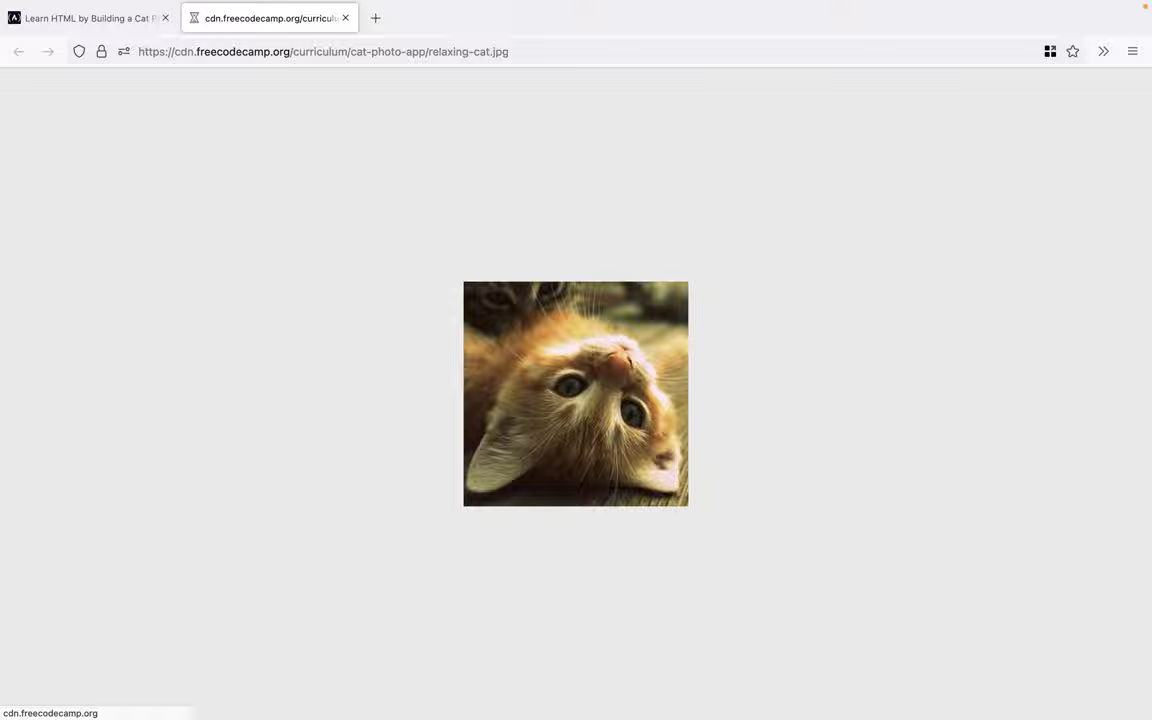 Learn HTML by Building a Cat P
cdn.freecodecamp.org/curricul
https://cdn.freecodecamp.org/curriculum/cat-photo-app/relaxing-cat.jpg
cdn.freecodecamp.org